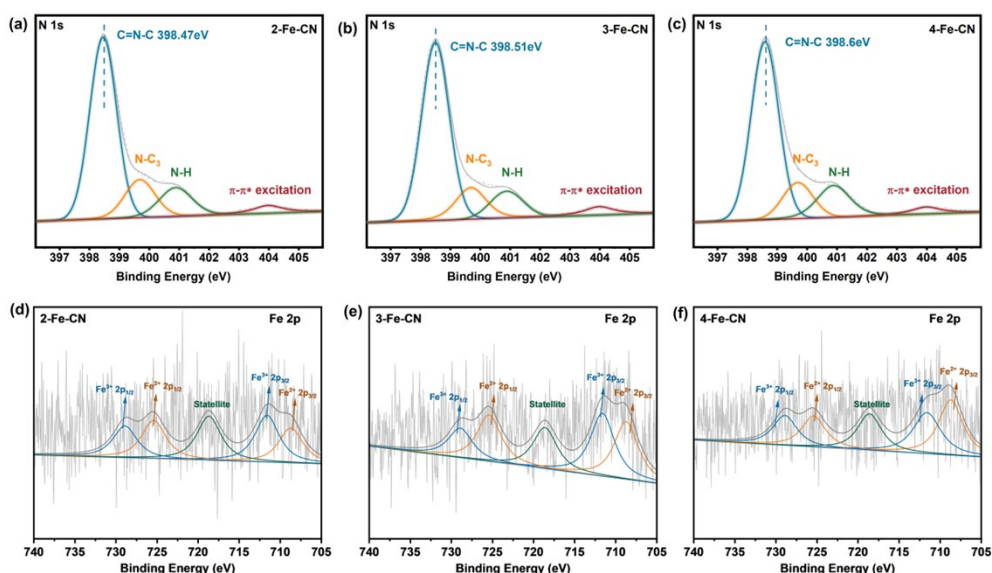 (a) N 1s 2-Fe-CN
C=N-C 398.47eV
N-C3
N-H
π-π* excitation
397 398 399 400 401 402 403 404 405
Binding Energy (eV)
(b) N 1s 3-Fe-CN
C=N-C 398.51eV
N-C3
N-H
π-π* excitation
397 398 399 400 401 402 403 404 405
Binding Energy (eV)
(c) N 1s 4-Fe-CN
C=N-C 398.6eV
N-C3
N-H
π-π* excitation
397 398 399 400 401 402 403 404 405
Binding Energy (eV)
(d) 2-Fe-CN Fe 2p
Fe3+ 2p1/2
Fe2+ 2p1/2
Statellite
Fe3+ 2p3/2
Fe2+ 2p3/2
740 735 730 725 720 715 710 705
Binding Energy (eV)
(e) 3-Fe-CN Fe 2p
Fe3+ 2p1/2
Fe2+ 2p1/2
Statellite
Fe3+ 2p3/2
Fe2+ 2p3/2
740 735 730 725 720 715 710 705
Binding Energy (eV)
(f) 4-Fe-CN Fe 2p
Fe3+ 2p1/2
Fe2+ 2p1/2
Statellite
Fe3+ 2p3/2
Fe2+ 2p3/2
740 735 730 725 720 715 710 705
Binding Energy (eV)